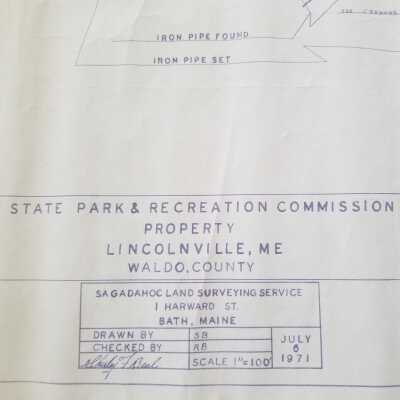 IRON PIPE FOUND
IRON PIPE SET
STATE PARK & RECREATION COMMISSION
PROPERTY
LINCOLNVILLE, ME
WALDO, COUNTY
SAGADAHOC LAND SURVEYING SERVICE
1 HARWARD ST.
BATH, MAINE
DRAWN BY SB
CHECKED BY RB
SCALE 1"=100'
JULY
6
1971